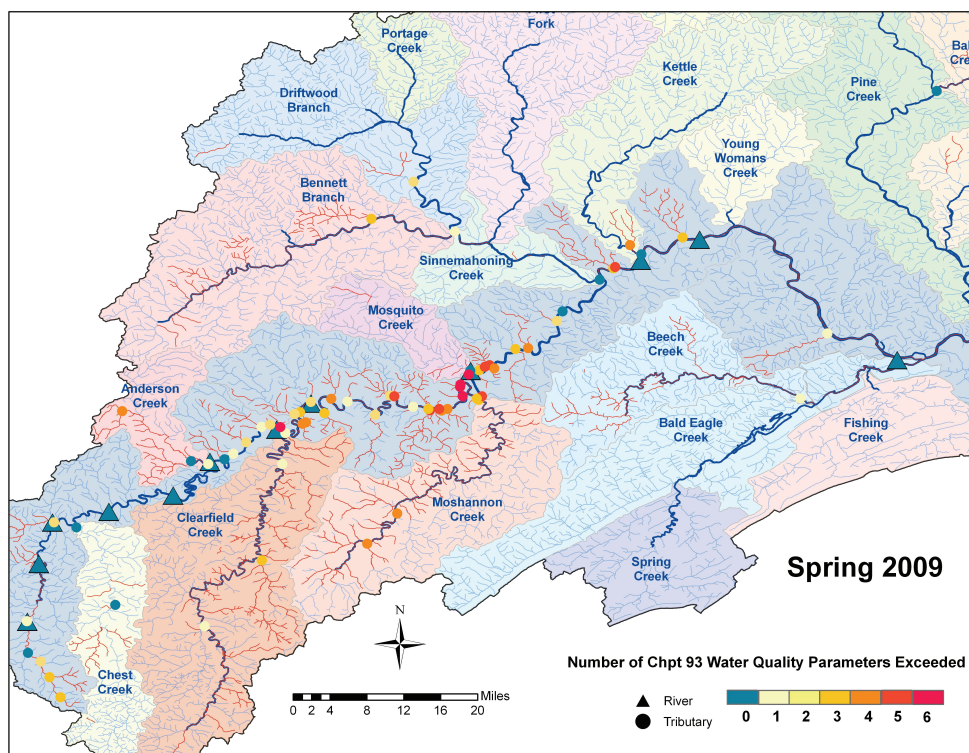 Fork
Portage
Creek
Kettle
Creek
Pine
Creek
Driftwood
Branch
Young
Womans
Creek
Bennett
Branch
Sinnemahoning
Creek
Mosquito
Creek
Beech
Creek
Anderson
Creek
Bald Eagle
Creek
Fishing
Creek
Clearfield
Creek
Moshannon
Creek
Spring
Creek
Spring 2009
N
Chest
Creek
Number of Chpt 93 Water Quality Parameters Exceeded
Miles
0 2 4 8 12 16 20
River
Tributary
0 1 2 3 4 5 6